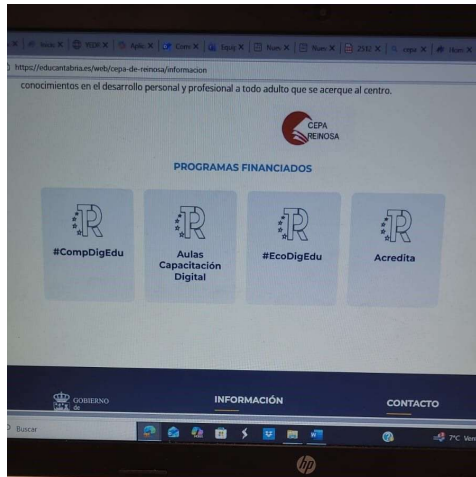 https://educantabria.es/web/cepa-de-reinosa/informacion
conocimientos en el desarrollo personal y profesional a todo adulto que se acerque al centro.
CEPA
REINOSA
PROGRAMAS FINANCIADOS
#CompDigEdu
Aulas
Capacitación
Digital
#EcoDigEdu
Acredita
GOBIERNO
de
INFORMACIÓN
CONTACTO
Buscar
7°C
hp